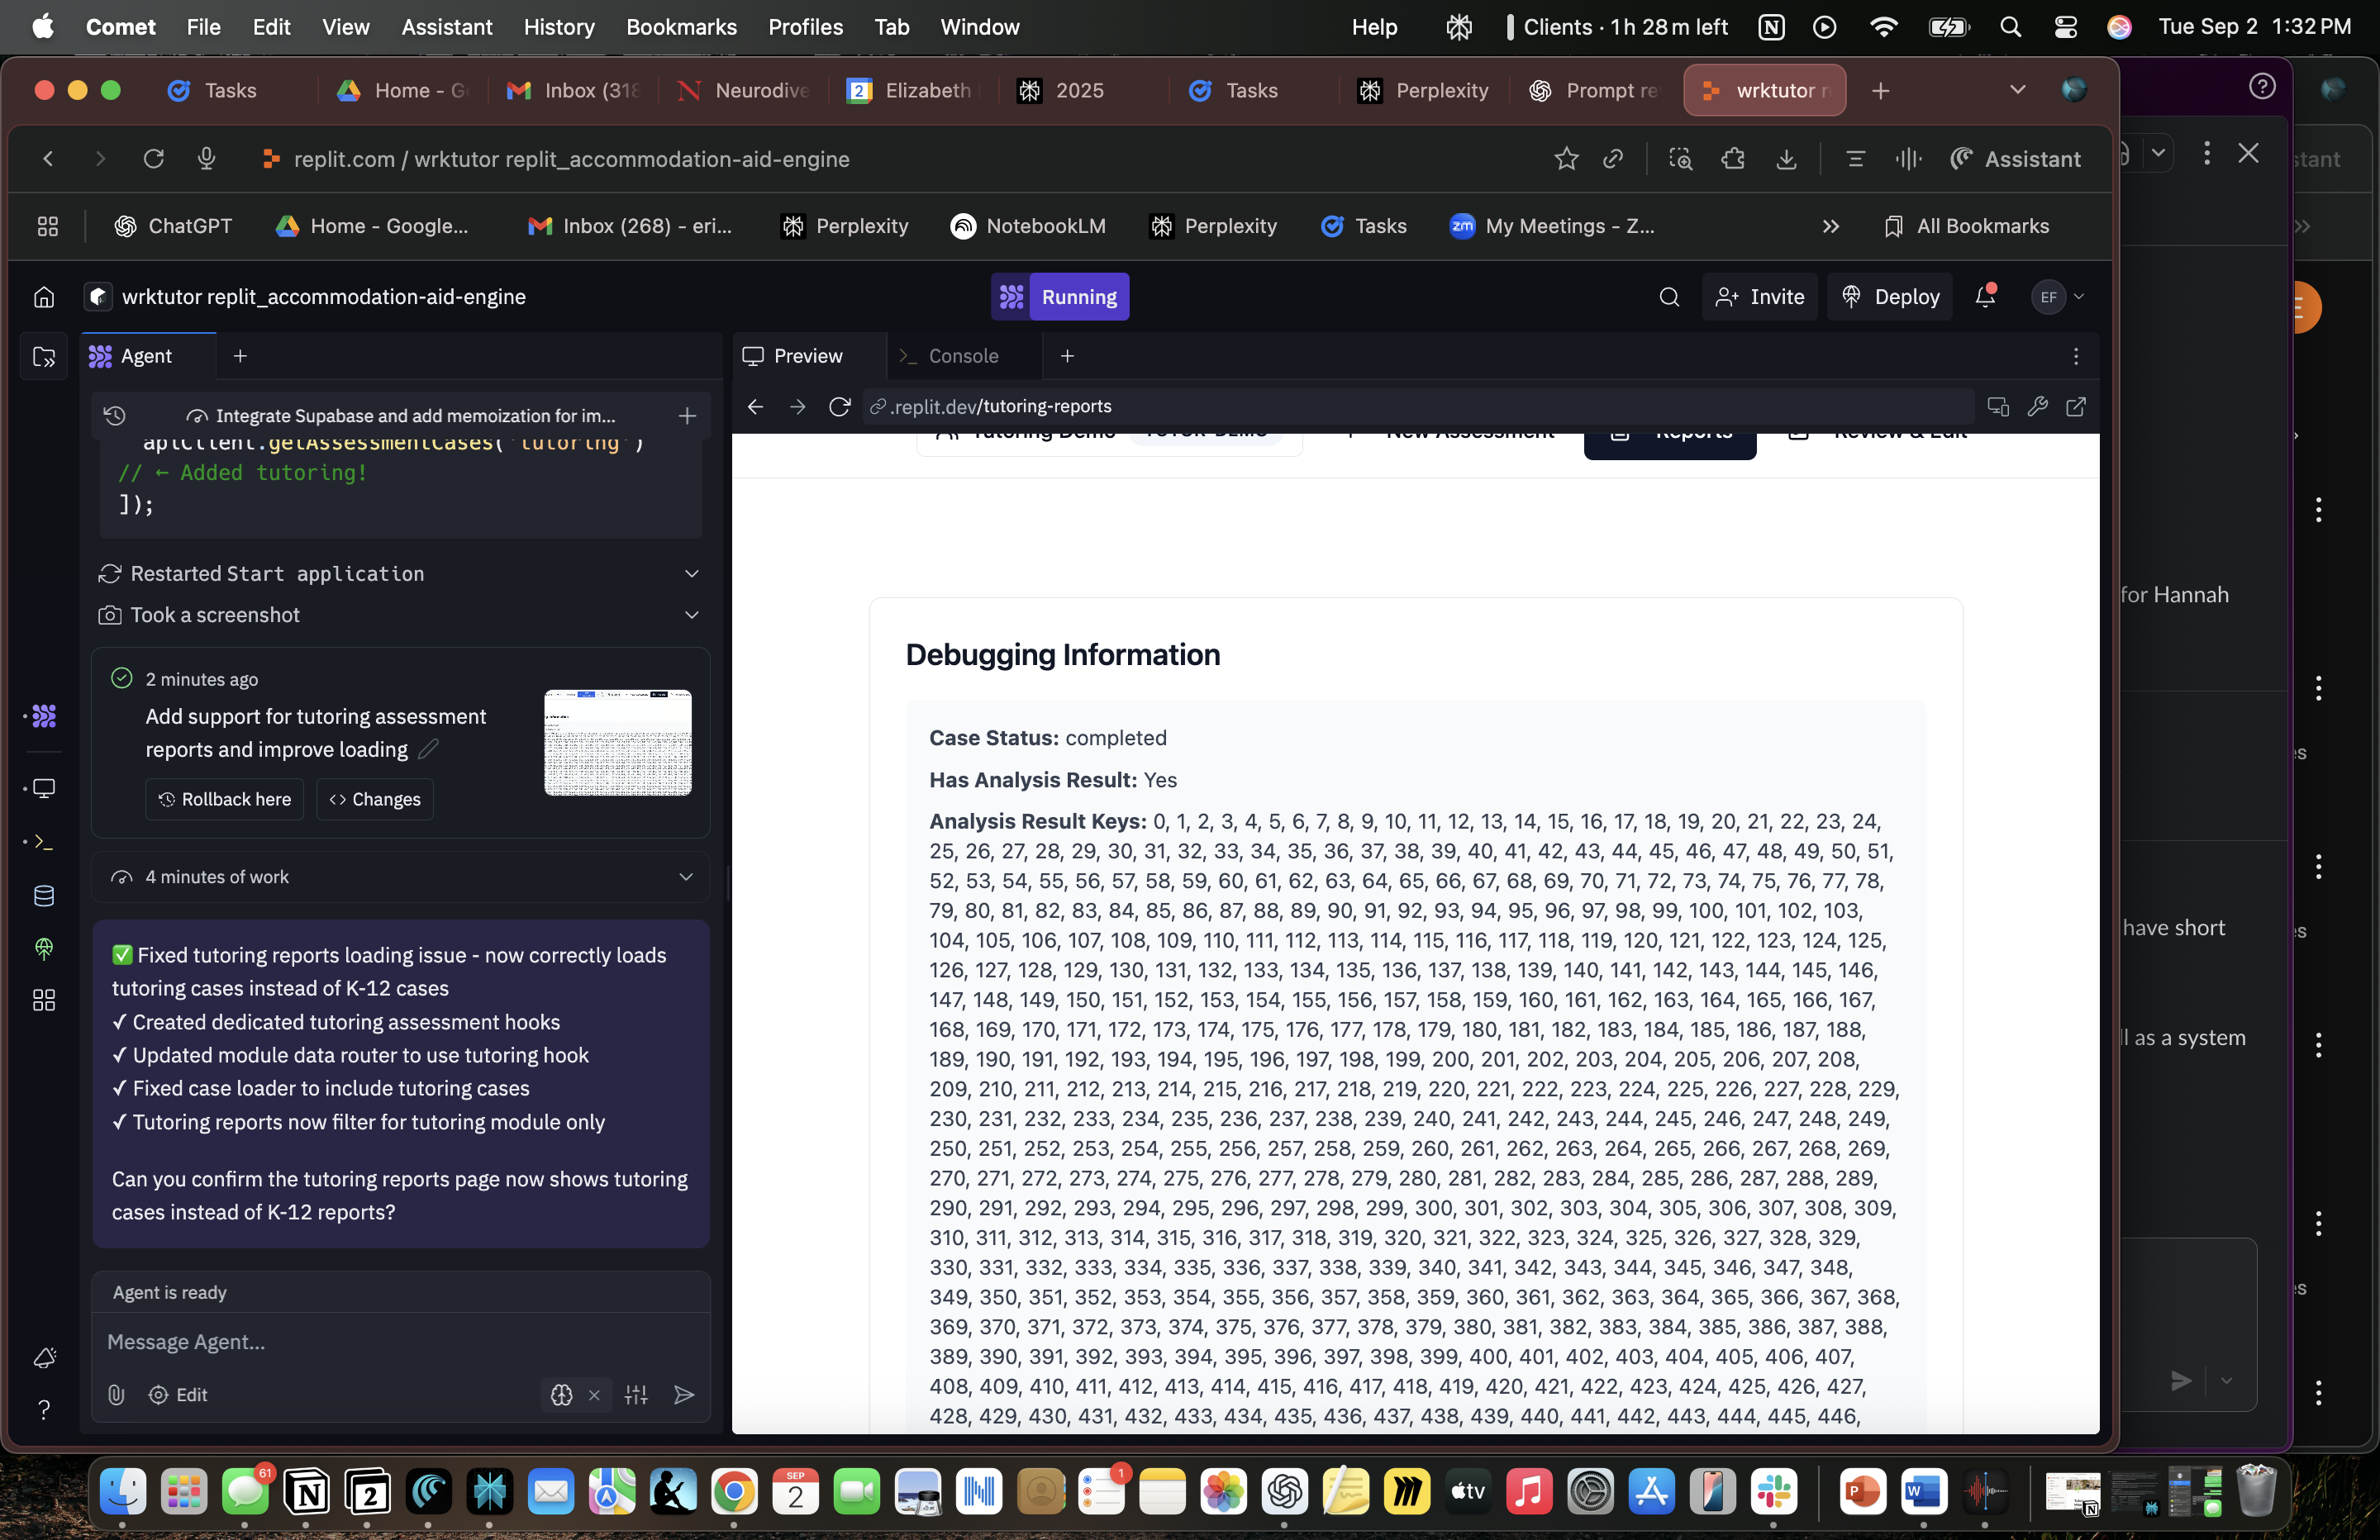 Comet File Edit View Assistant History Bookmarks Profiles Tab Window Help Clients · 1h 28m left Tue Sep 2 1:32 PM
Tasks Home - Go Inbox (318 Neurodive Elizabeth 2025 Tasks Perplexity Prompt re wrktutor r
replit.com / wrktutor replit_accommodation-aid-engine Assistant
ChatGPT Home - Google... Inbox (268) - eri... Perplexity NotebookLM Perplexity Tasks My Meetings - Z... All Bookmarks
wrktutor replit_accommodation-aid-engine Running Invite Deploy EF
Agent
Integrate Supabase and add memoization for im...
apiClient.getAssessmentCases('tutoring')
// ← Added tutoring!
]);
Restarted Start application
Took a screenshot
2 minutes ago
Add support for tutoring assessment
reports and improve loading
Rollback here Changes
4 minutes of work
✅ Fixed tutoring reports loading issue - now correctly loads
tutoring cases instead of K-12 cases
✓ Created dedicated tutoring assessment hooks
✓ Updated module data router to use tutoring hook
✓ Fixed case loader to include tutoring cases
✓ Tutoring reports now filter for tutoring module only
Can you confirm the tutoring reports page now shows tutoring
cases instead of K-12 reports?
Agent is ready
Message Agent...
Edit
Preview Console
.replit.dev/tutoring-reports
Tutoring Demo TUTOR-DEMO New Assessment Reports Review & Edit
Debugging Information
Case Status: completed
Has Analysis Result: Yes
Analysis Result Keys: 0, 1, 2, 3, 4, 5, 6, 7, 8, 9, 10, 11, 12, 13, 14, 15, 16, 17, 18, 19, 20, 21, 22, 23, 24,
25, 26, 27, 28, 29, 30, 31, 32, 33, 34, 35, 36, 37, 38, 39, 40, 41, 42, 43, 44, 45, 46, 47, 48, 49, 50, 51,
52, 53, 54, 55, 56, 57, 58, 59, 60, 61, 62, 63, 64, 65, 66, 67, 68, 69, 70, 71, 72, 73, 74, 75, 76, 77, 78,
79, 80, 81, 82, 83, 84, 85, 86, 87, 88, 89, 90, 91, 92, 93, 94, 95, 96, 97, 98, 99, 100, 101, 102, 103,
104, 105, 106, 107, 108, 109, 110, 111, 112, 113, 114, 115, 116, 117, 118, 119, 120, 121, 122, 123, 124, 125,
126, 127, 128, 129, 130, 131, 132, 133, 134, 135, 136, 137, 138, 139, 140, 141, 142, 143, 144, 145, 146,
147, 148, 149, 150, 151, 152, 153, 154, 155, 156, 157, 158, 159, 160, 161, 162, 163, 164, 165, 166, 167,
168, 169, 170, 171, 172, 173, 174, 175, 176, 177, 178, 179, 180, 181, 182, 183, 184, 185, 186, 187, 188,
189, 190, 191, 192, 193, 194, 195, 196, 197, 198, 199, 200, 201, 202, 203, 204, 205, 206, 207, 208,
209, 210, 211, 212, 213, 214, 215, 216, 217, 218, 219, 220, 221, 222, 223, 224, 225, 226, 227, 228, 229,
230, 231, 232, 233, 234, 235, 236, 237, 238, 239, 240, 241, 242, 243, 244, 245, 246, 247, 248, 249,
250, 251, 252, 253, 254, 255, 256, 257, 258, 259, 260, 261, 262, 263, 264, 265, 266, 267, 268, 269,
270, 271, 272, 273, 274, 275, 276, 277, 278, 279, 280, 281, 282, 283, 284, 285, 286, 287, 288, 289,
290, 291, 292, 293, 294, 295, 296, 297, 298, 299, 300, 301, 302, 303, 304, 305, 306, 307, 308, 309,
310, 311, 312, 313, 314, 315, 316, 317, 318, 319, 320, 321, 322, 323, 324, 325, 326, 327, 328, 329,
330, 331, 332, 333, 334, 335, 336, 337, 338, 339, 340, 341, 342, 343, 344, 345, 346, 347, 348,
349, 350, 351, 352, 353, 354, 355, 356, 357, 358, 359, 360, 361, 362, 363, 364, 365, 366, 367, 368,
369, 370, 371, 372, 373, 374, 375, 376, 377, 378, 379, 380, 381, 382, 383, 384, 385, 386, 387, 388,
389, 390, 391, 392, 393, 394, 395, 396, 397, 398, 399, 400, 401, 402, 403, 404, 405, 406, 407,
408, 409, 410, 411, 412, 413, 414, 415, 416, 417, 418, 419, 420, 421, 422, 423, 424, 425, 426, 427,
428, 429, 430, 431, 432, 433, 434, 435, 436, 437, 438, 439, 440, 441, 442, 443, 444, 445, 446,
stant
for Hannah
es
have short
es
ll as a system
es
61 2 SEP 2 1 tv